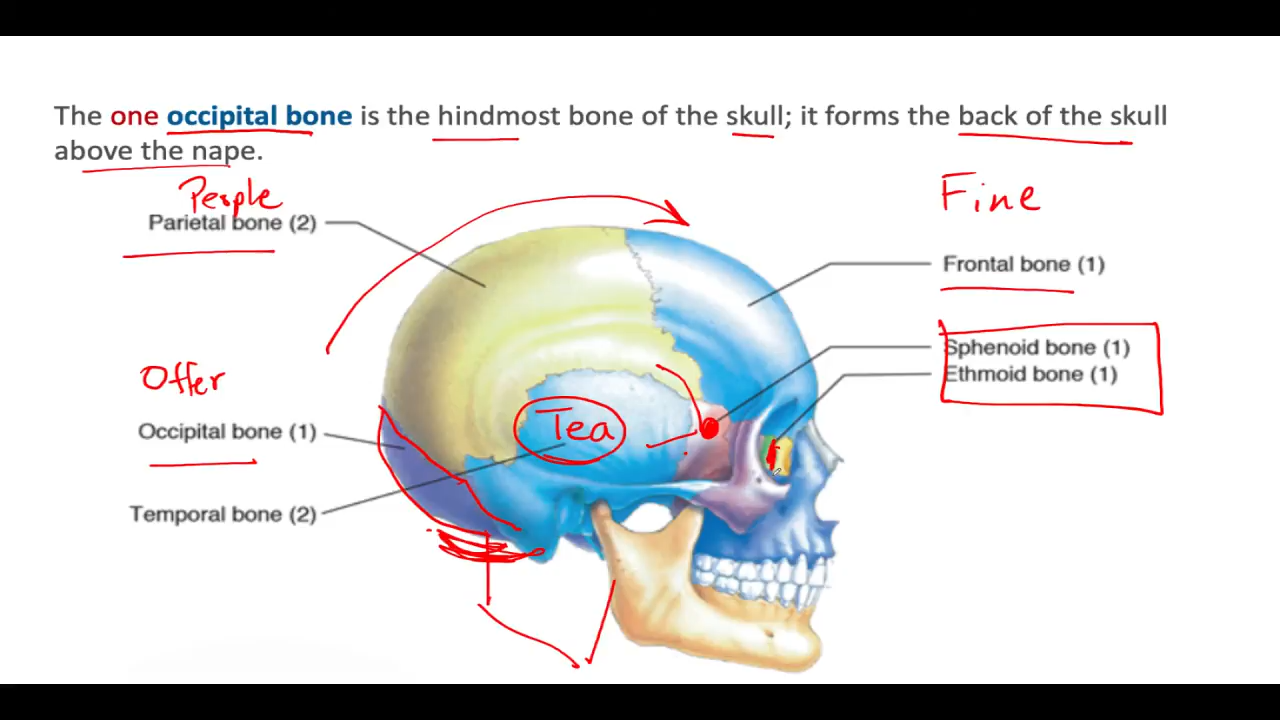 The one occipital bone is the hindmost bone of the skull; it forms the back of the skull
above the nape.
People
Parietal bone (2)
Fine
Frontal bone (1)
Sphenoid bone (1)
Ethmoid bone (1)
Offer
Occipital bone (1)
Tea
Temporal bone (2)